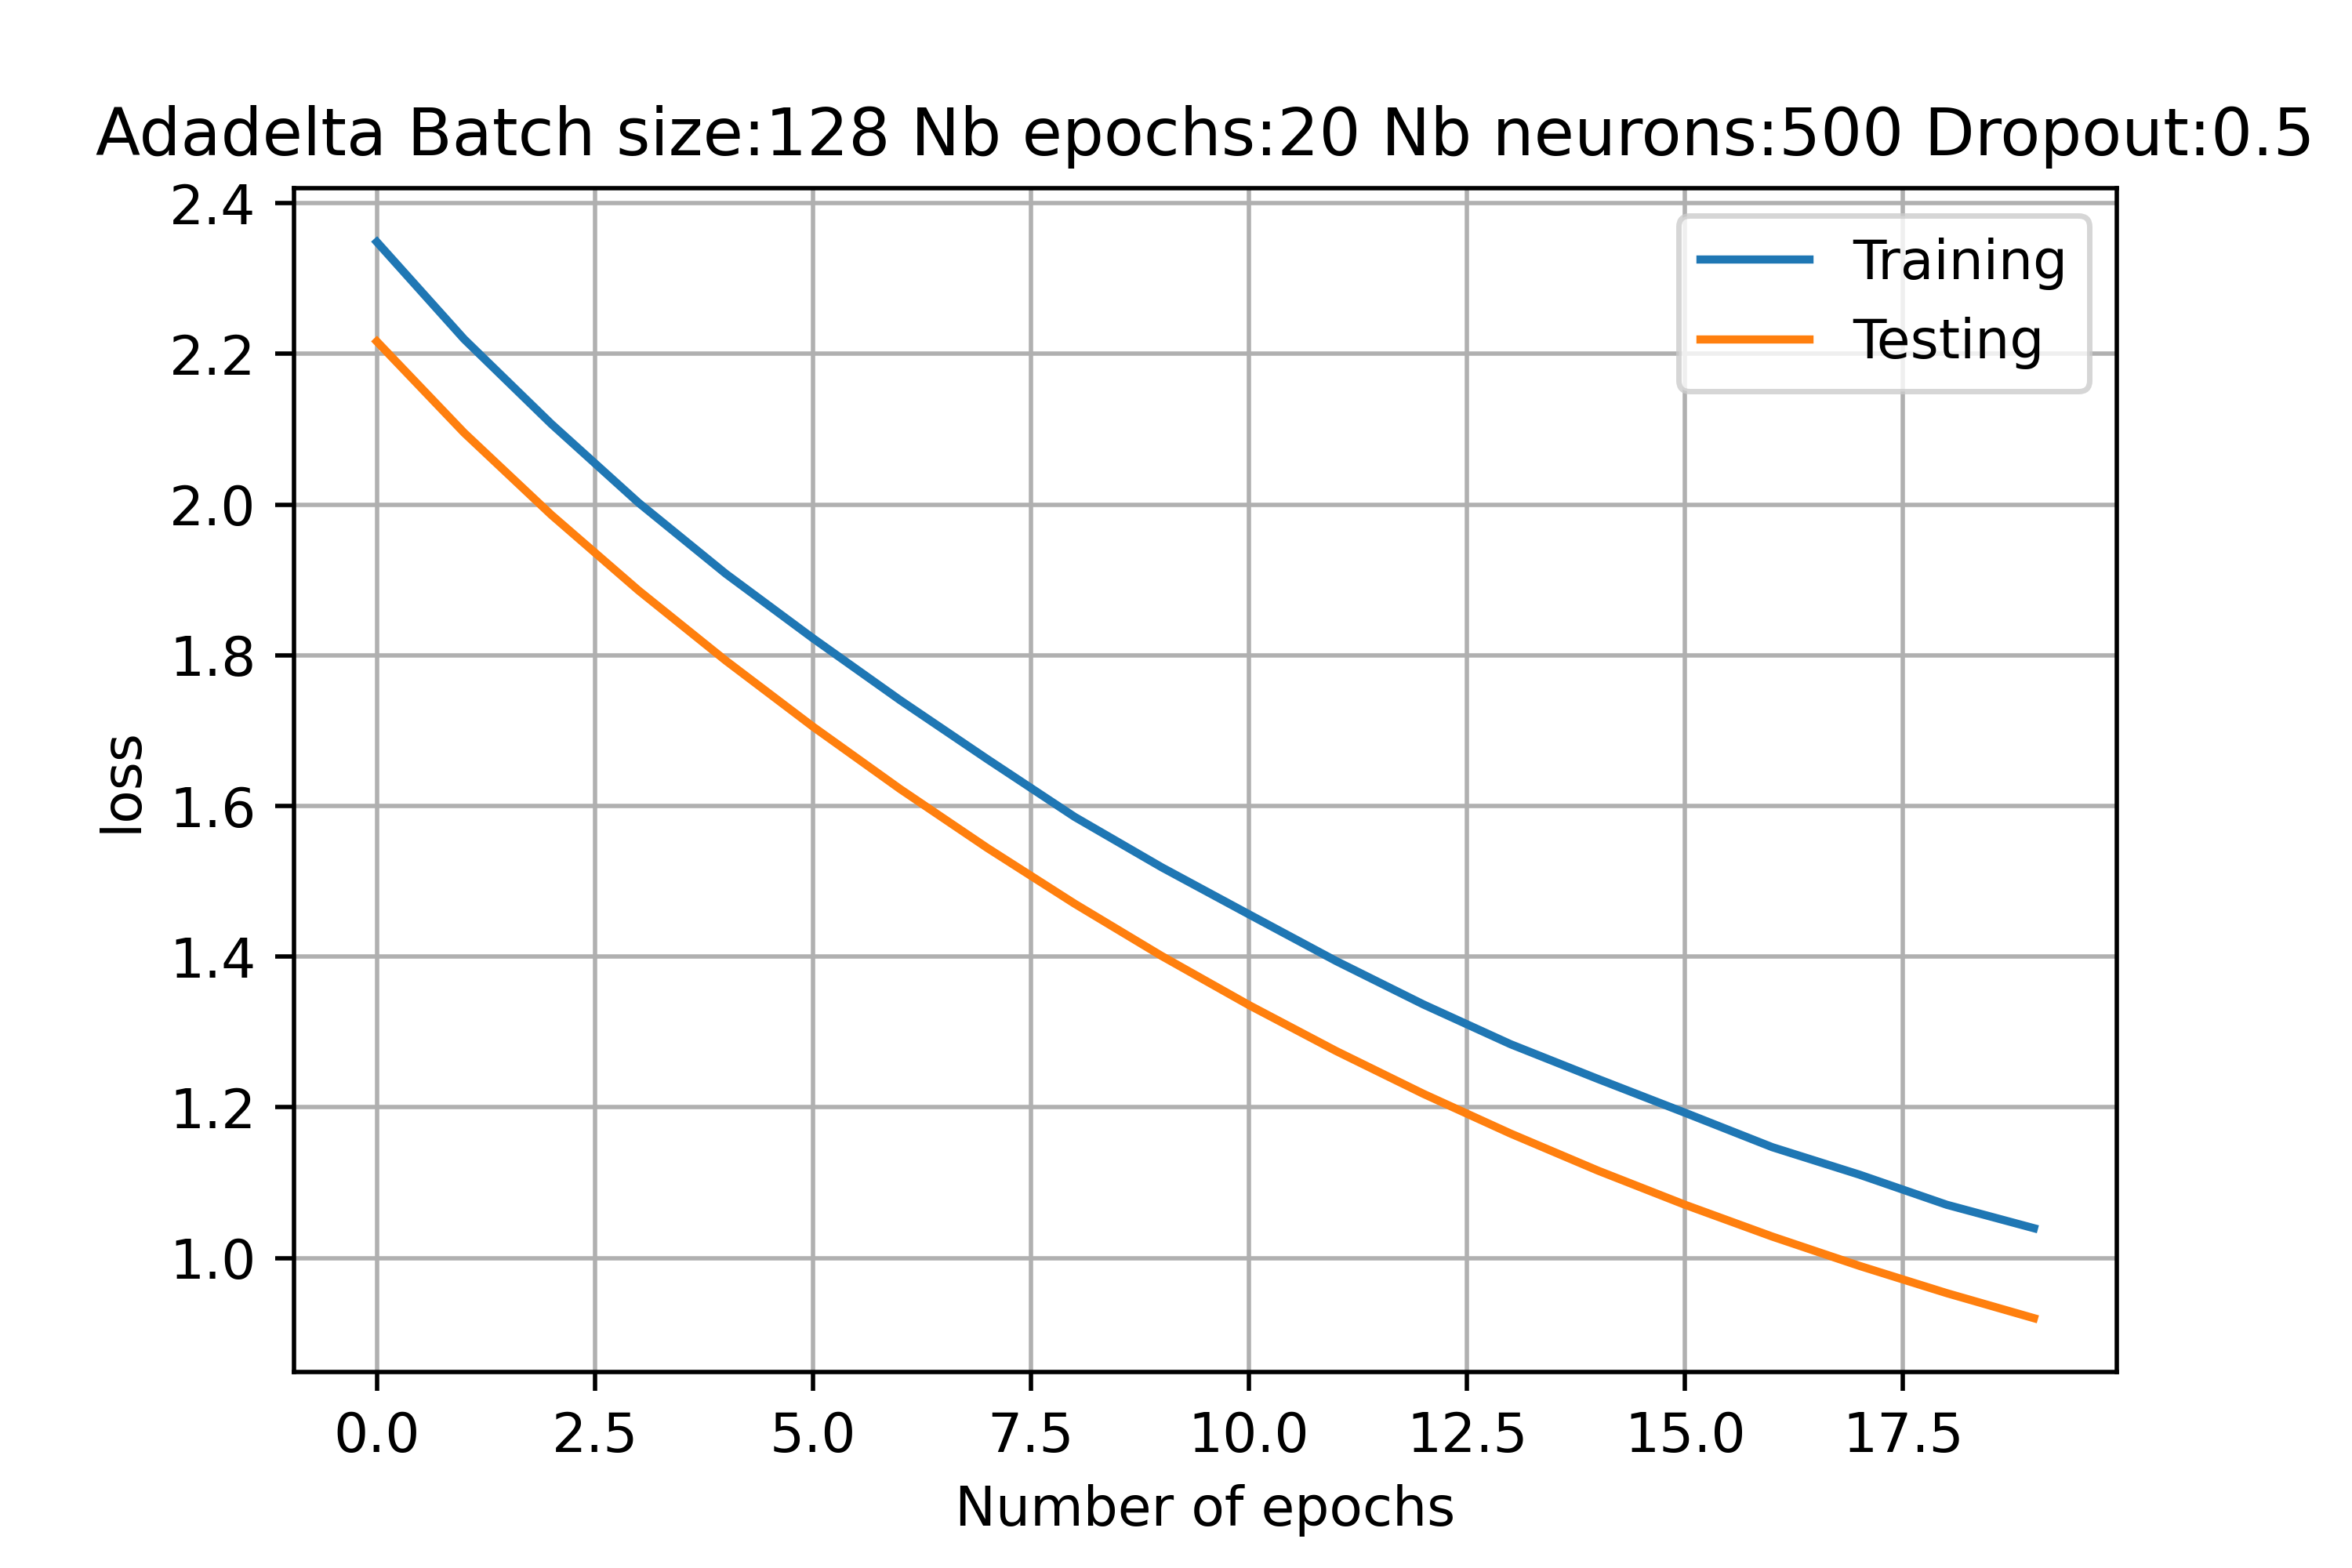 Adadelta Batch size:128 Nb epochs:20 Nb neurons:500 Dropout:0.5
2.4
2.2
2.0
1.8
1.6
1.4
1.2
1.0
loss
Training
Testing
0.0 2.5 5.0 7.5 10.0 12.5 15.0 17.5
Number of epochs